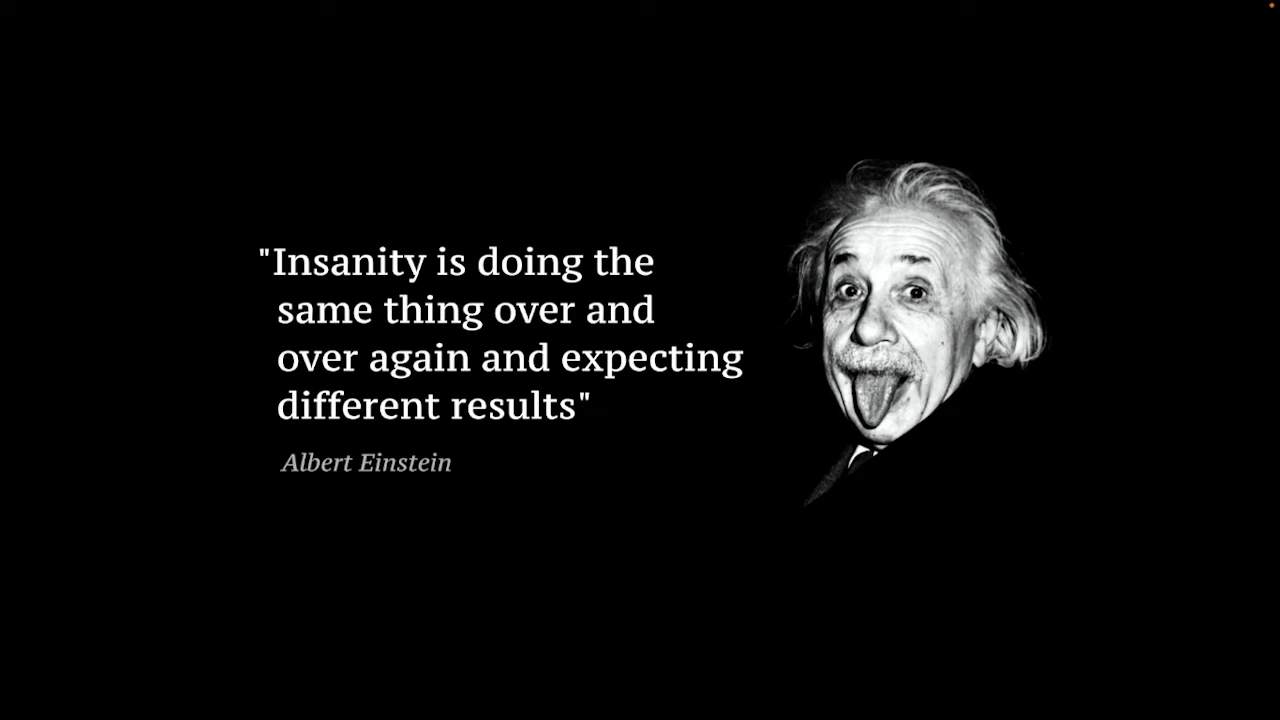 "Insanity is doing the
same thing over and
over again and expecting
different results"
Albert Einstein